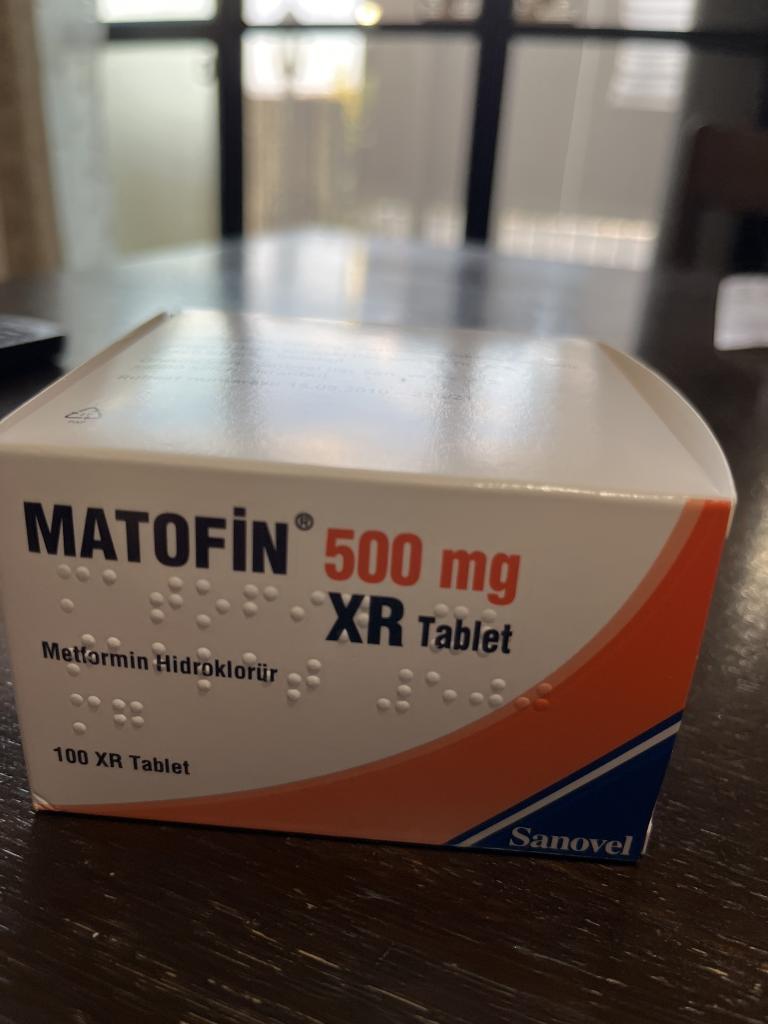 MATOFİN® 500 mg
XR Tablet
Metformin Hidroklorür
100 XR Tablet
Sanovel